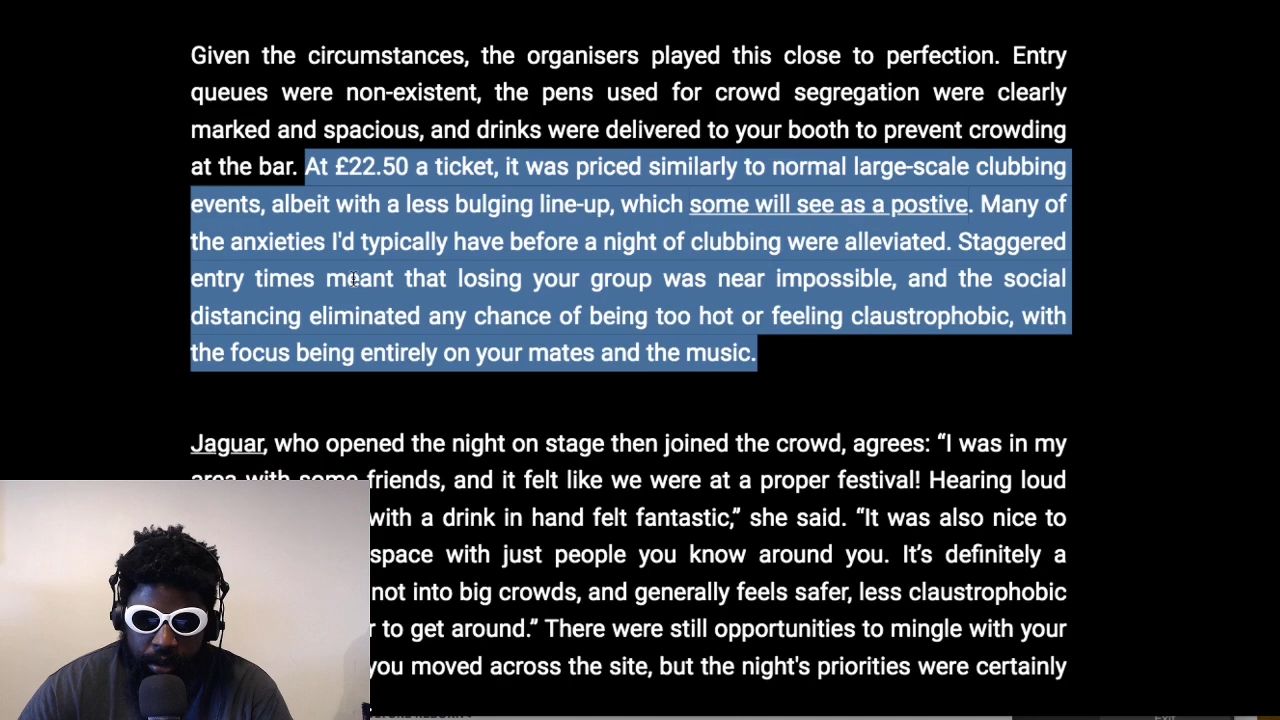 Given the circumstances, the organisers played this close to perfection. Entry
queues were non-existent, the pens used for crowd segregation were clearly
marked and spacious, and drinks were delivered to your booth to prevent crowding
at the bar. At £22.50 a ticket, it was priced similarly to normal large-scale clubbing
events, albeit with a less bulging line-up, which some will see as a postive. Many of
the anxieties I'd typically have before a night of clubbing were alleviated. Staggered
entry times meant that losing your group was near impossible, and the social
distancing eliminated any chance of being too hot or feeling claustrophobic, with
the focus being entirely on your mates and the music.
Jaguar, who opened the night on stage then joined the crowd, agrees: “I was in my
area with some friends, and it felt like we were at a proper festival! Hearing loud
with a drink in hand felt fantastic,” she said. “It was also nice to
space with just people you know around you. It’s definitely a
not into big crowds, and generally feels safer, less claustrophobic
to get around.” There were still opportunities to mingle with your
you moved across the site, but the night's priorities were certainly